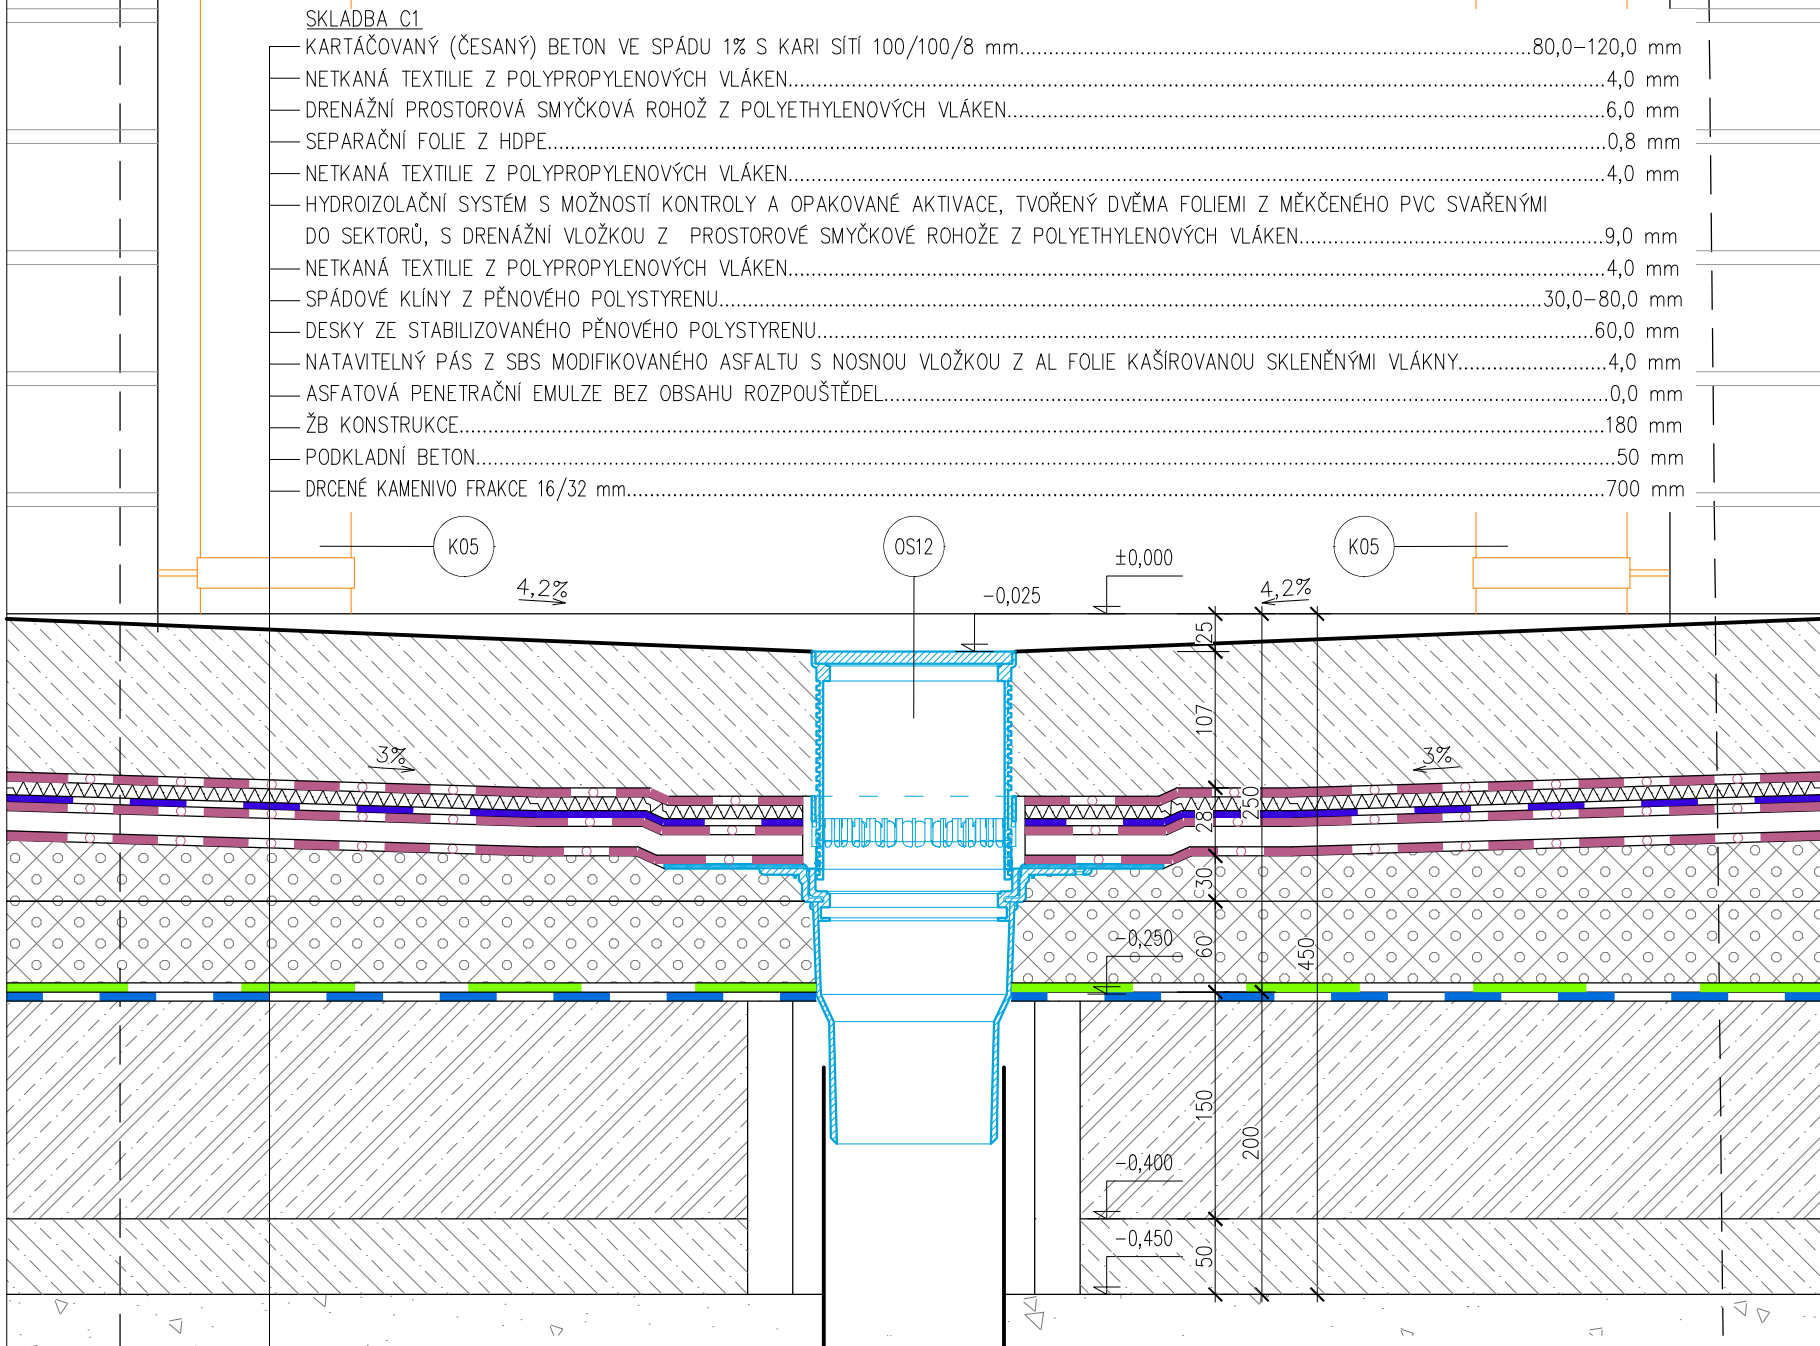 SKLADBA C1
KARTÁČOVANÝ (ČESANÝ) BETON VE SPÁDU 1% S KARI SÍTÍ 100/100/8 mm.....80,0-120,0 mm
NETKANÁ TEXTILIE Z POLYPROPYLENOVÝCH VLÁKEN.....4,0 mm
DRENÁŽNÍ PROSTOROVÁ SMYČKOVÁ ROHOŽ Z POLYETHYLENOVÝCH VLÁKEN.....6,0 mm
SEPARAČNÍ FOLIE Z HDPE.....0,8 mm
NETKANÁ TEXTILIE Z POLYPROPYLENOVÝCH VLÁKEN.....4,0 mm
HYDROIZOLAČNÍ SYSTÉM S MOŽNOSTÍ KONTROLY A OPAKOVANÉ AKTIVACE, TVOŘENÝ DVĚMA FOLIEMI Z MĚKČENÉHO PVC SVAŘENÝMI
DO SEKTORŮ, S DRENÁŽNÍ VLOŽKOU Z PROSTOROVÉ SMYČKOVÉ ROHOŽE Z POLYETHYLENOVÝCH VLÁKEN.....9,0 mm
NETKANÁ TEXTILIE Z POLYPROPYLENOVÝCH VLÁKEN.....4,0 mm
SPÁDOVÉ KLÍNY Z PĚNOVÉHO POLYSTYRENU.....30,0-80,0 mm
DESKY ZE STABILIZOVANÉHO PĚNOVÉHO POLYSTYRENU.....60,0 mm
NATAVITELNÝ PÁS Z SBS MODIFIKOVANÉHO ASFALTU S NOSNOU VLOŽKOU Z AL FOLIE KAŠÍROVANOU SKLENĚNÝMI VLÁKNY.....4,0 mm
ASFATOVÁ PENETRAČNÍ EMULZE BEZ OBSAHU ROZPOUŠTĚDEL.....0,0 mm
ŽB KONSTRUKCE.....180 mm
PODKLADNÍ BETON.....50 mm
DRCENÉ KAMENIVO FRAKCE 16/32 mm.....700 mm
K05
OS12
K05
±0,000
4,2%
-0,025
4,2%
25
107
3%
3%
28
250
30
-0,250
60
450
150
200
-0,400
-0,450
50